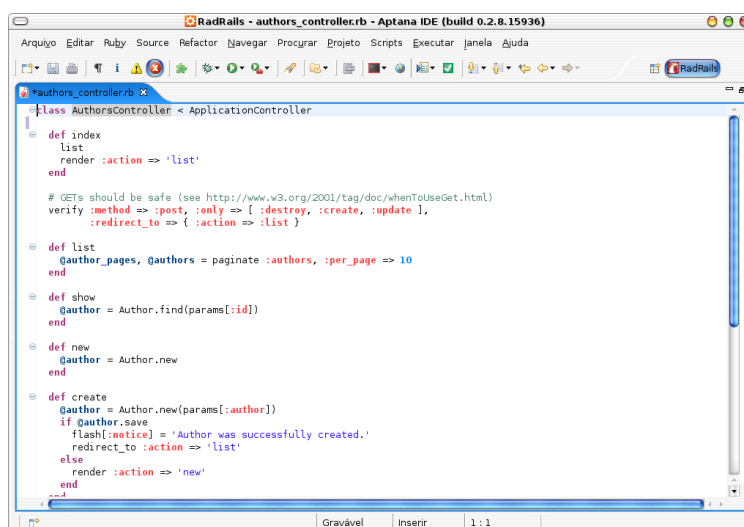 RadRails - authors_controller.rb - Aptana IDE (build 0.2.8.15936)
Arquivo Editar Ruby Source Refactor Navegar Procurar Projeto Scripts Executar Janela Ajuda
RadRails
*authors_controller.rb
class AuthorsController < ApplicationController
def index
list
render :action => 'list'
end
# GETs should be safe (see http://www.w3.org/2001/tag/doc/whenToUseGet.html)
verify :method => :post, :only => [ :destroy, :create, :update ],
:redirect_to => { :action => :list }
def list
@author_pages, @authors = paginate :authors, :per_page => 10
end
def show
@author = Author.find(params[:id])
end
def new
@author = Author.new
end
def create
@author = Author.new(params[:author])
if @author.save
flash[:notice] = 'Author was successfully created.'
redirect_to :action => 'list'
else
render :action => 'new'
end
end
Gravável Inserir 1 : 1